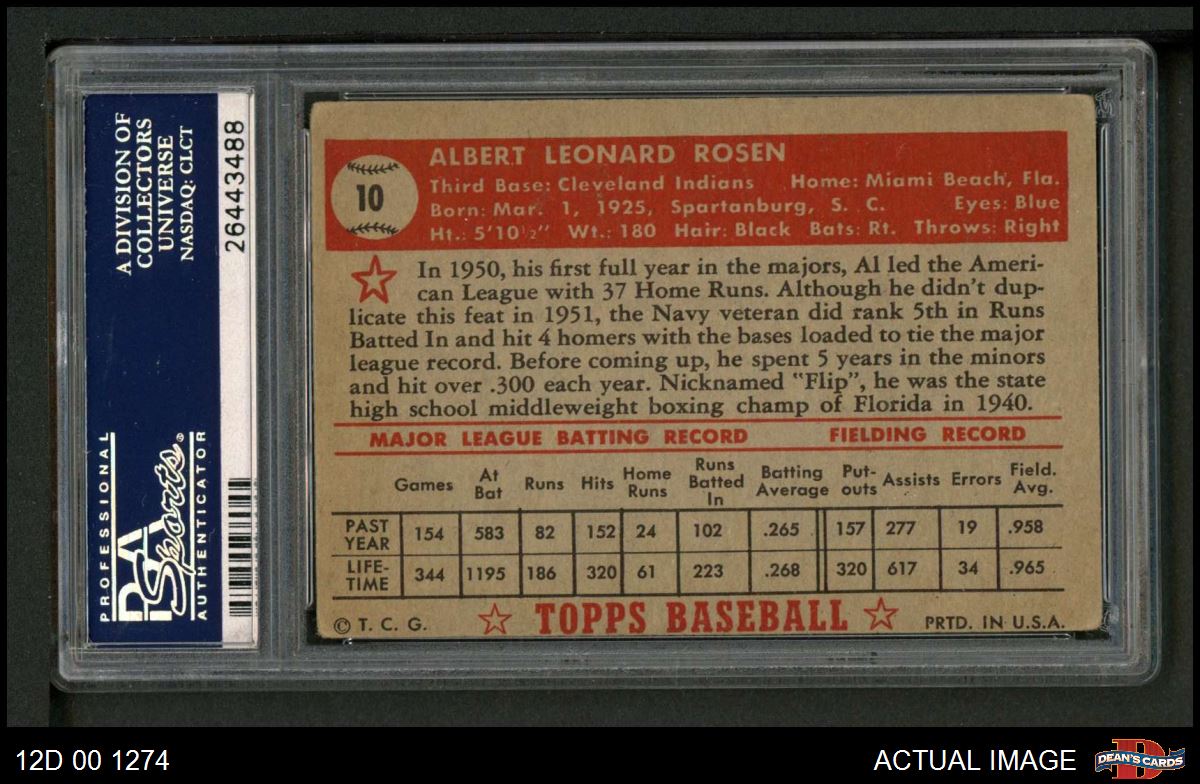 A DIVISION OF
COLLECTORS
UNIVERSE
NASDAQ: CLCT
26443488
PROFESSIONAL
PSA
Sports
AUTHENTICATOR
10
ALBERT LEONARD ROSEN
Third Base: Cleveland Indians Home: Miami Beach, Fla.
Born: Mar. 1, 1925, Spartanburg, S. C. Eyes: Blue
Ht.: 5'10½" Wt.: 180 Hair: Black Bats: Rt. Throws: Right
In 1950, his first full year in the majors, Al led the Ameri-
can League with 37 Home Runs. Although he didn't dup-
licate this feat in 1951, the Navy veteran did rank 5th in Runs
Batted In and hit 4 homers with the bases loaded to tie the major
league record. Before coming up, he spent 5 years in the minors
and hit over .300 each year. Nicknamed "Flip", he was the state
high school middleweight boxing champ of Florida in 1940.
MAJOR LEAGUE BATTING RECORD FIELDING RECORD
Games At Bat Runs Hits Home Runs Runs Batted In Batting Average Put-outs Assists Errors Field. Avg.
PAST YEAR 154 583 82 152 24 102 .265 157 277 19 .958
LIFE-TIME 344 1195 186 320 61 223 .268 320 617 34 .965
© T. C. G. TOPPS BASEBALL PRTD. IN U.S.A.
12D 00 1274 ACTUAL IMAGE
DEAN'S CARDS